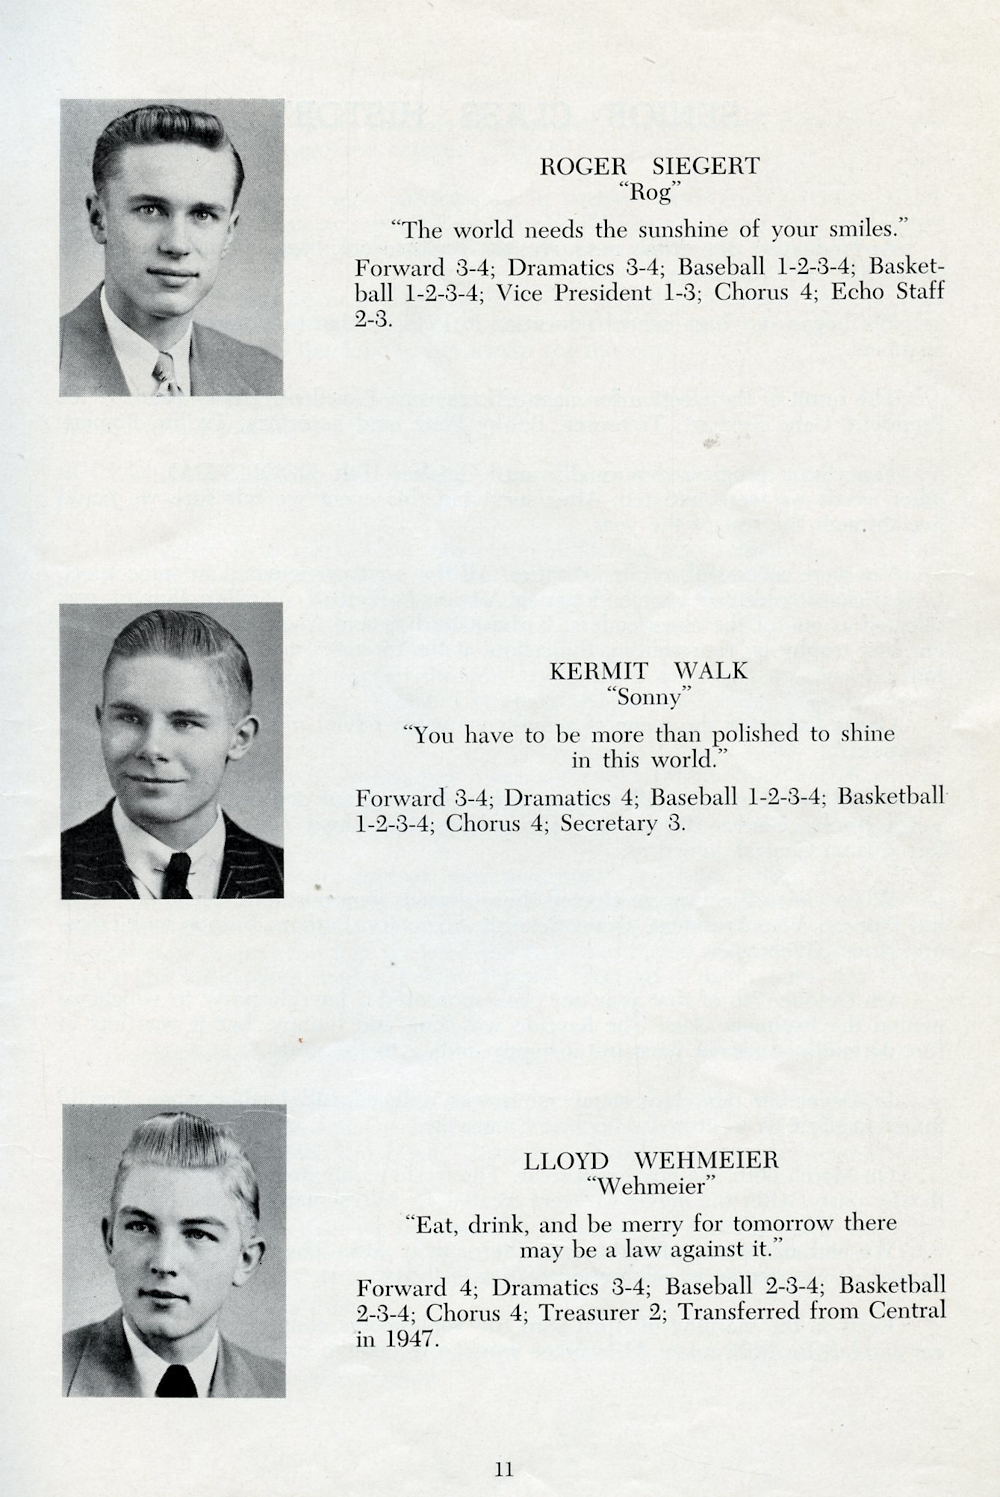 ROGER SIEGERT
“Rog”
“The world needs the sunshine of your smiles.”
Forward 3-4; Dramatics 3-4; Baseball 1-2-3-4; Basket-
ball 1-2-3-4; Vice President 1-3; Chorus 4; Echo Staff
2-3.
KERMIT WALK
“Sonny”
“You have to be more than polished to shine
in this world.”
Forward 3-4; Dramatics 4; Baseball 1-2-3-4; Basketball
1-2-3-4; Chorus 4; Secretary 3.
LLOYD WEHMEIER
“Wehmeier”
“Eat, drink, and be merry for tomorrow there
may be a law against it.”
Forward 4; Dramatics 3-4; Baseball 2-3-4; Basketball
2-3-4; Chorus 4; Treasurer 2; Transferred from Central
in 1947.
11